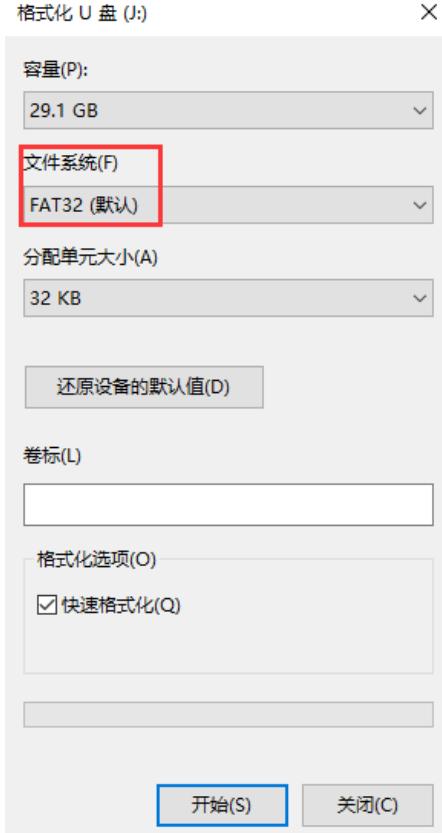 格式化 U 盘 (J:)
容量(P):
29.1 GB
文件系统(F)
FAT32 (默认)
分配单元大小(A)
32 KB
还原设备的默认值(D)
卷标(L)
格式化选项(O)
快速格式化(Q)
开始(S)
关闭(C)